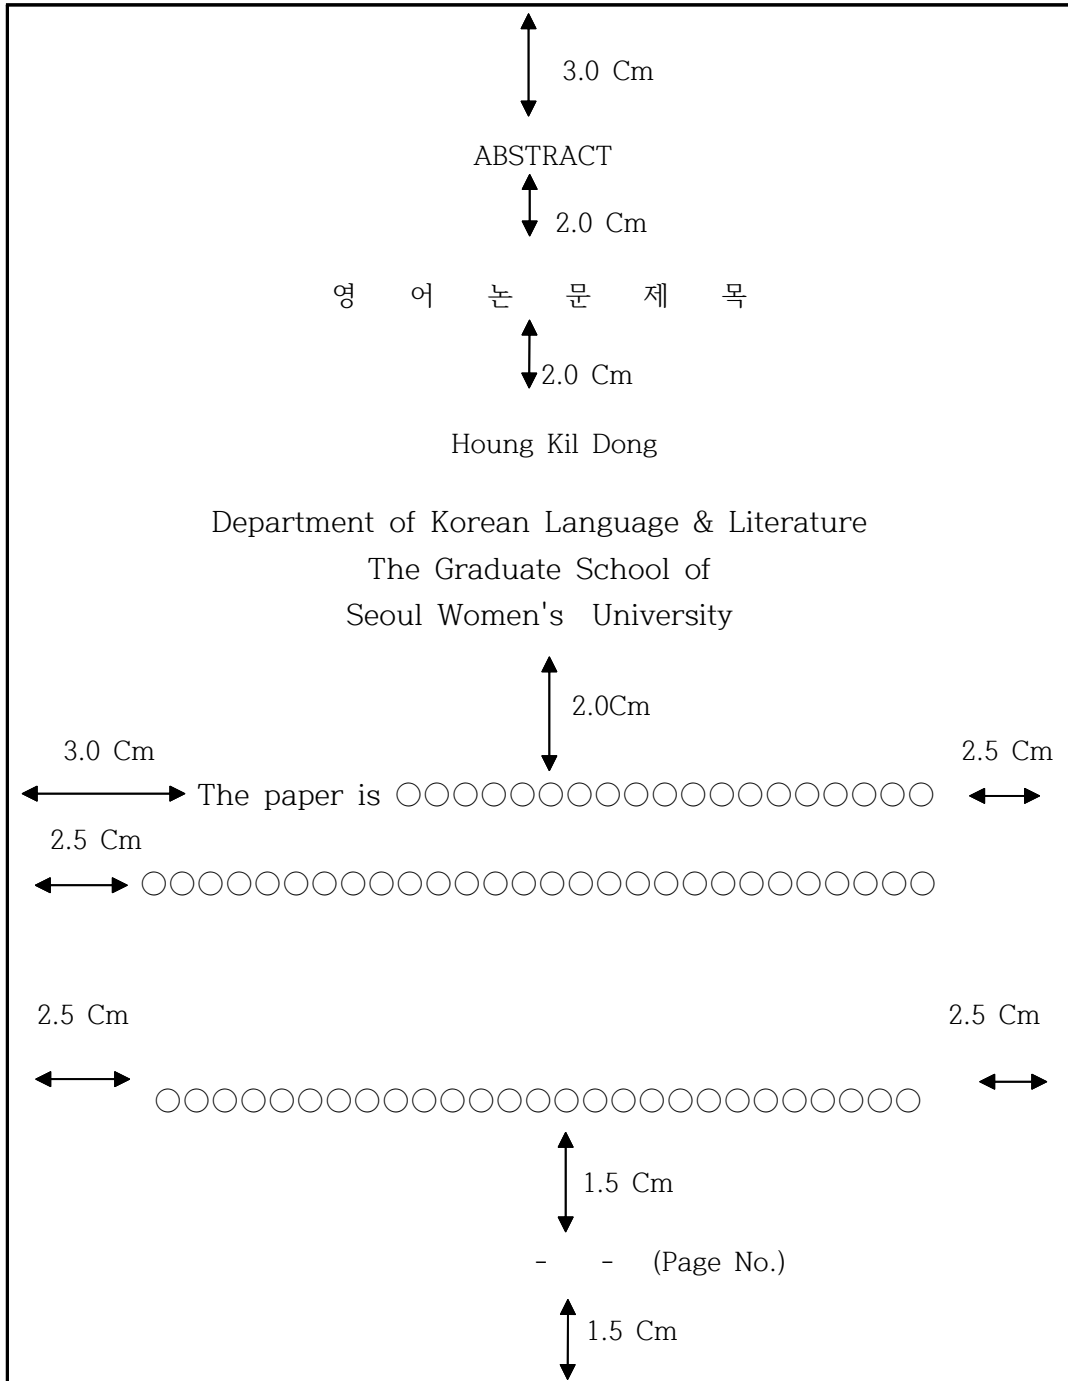 3.0 Cm
ABSTRACT
2.0 Cm
영 어 논 문 제 목
2.0 Cm
Houng Kil Dong
Department of Korean Language & Literature
The Graduate School of
Seoul Women's University
2.0Cm
3.0 Cm 2.5 Cm
The paper is ○○○○○○○○○○○○○○○○○○○
2.5 Cm
○○○○○○○○○○○○○○○○○○○○○○○○○○○○
2.5 Cm 2.5 Cm
○○○○○○○○○○○○○○○○○○○○○○○○○○○
1.5 Cm
- - (Page No.)
1.5 Cm